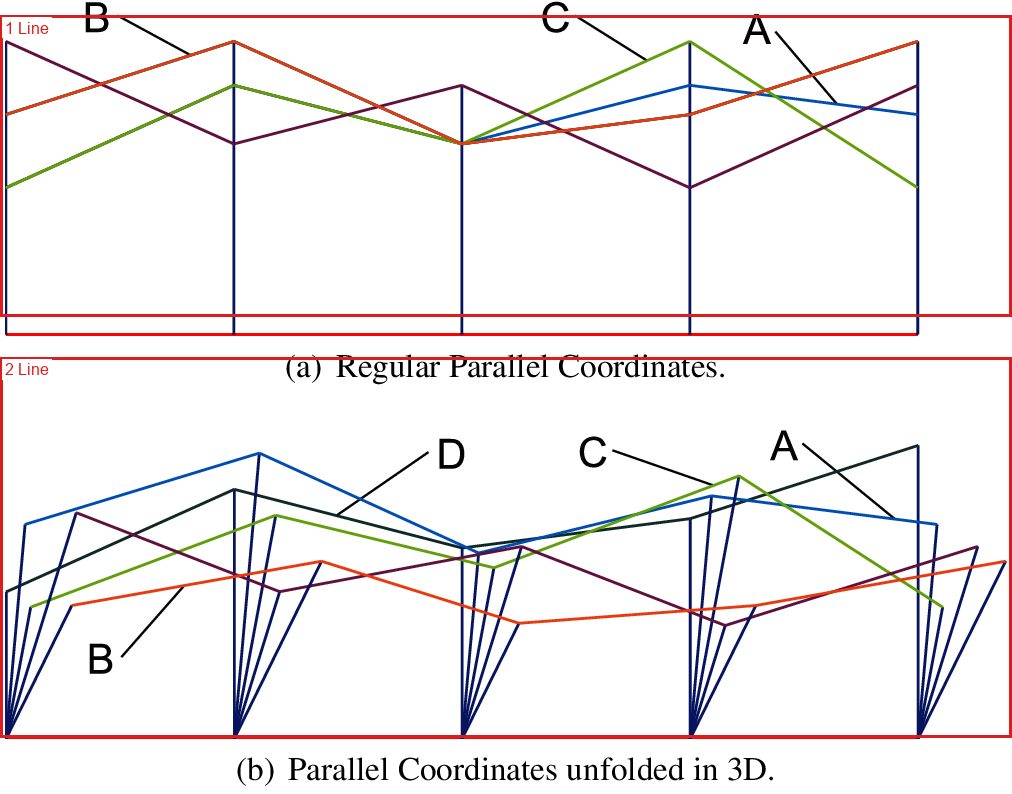 B
C
A
1 Line
(a) Regular Parallel Coordinates.
2 Line
D
C
A
B
(b) Parallel Coordinates unfolded in 3D.